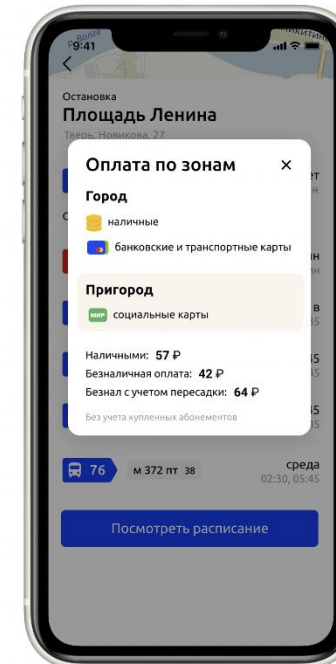 р. Волга
Никитин
9:41
Остановка
Площадь Ленина
Тверь, Новикова, 27
Оплата по зонам
Город
наличные
банковские и транспортные карты
Пригород
МИР социальные карты
Наличными: 57 ₽
Безналичная оплата: 42 ₽
Безнал с учетом пересадки: 64 ₽
Без учета купленных абонементов
76 м 372 пт 38 среда
02:30, 05:45
Посмотреть расписание